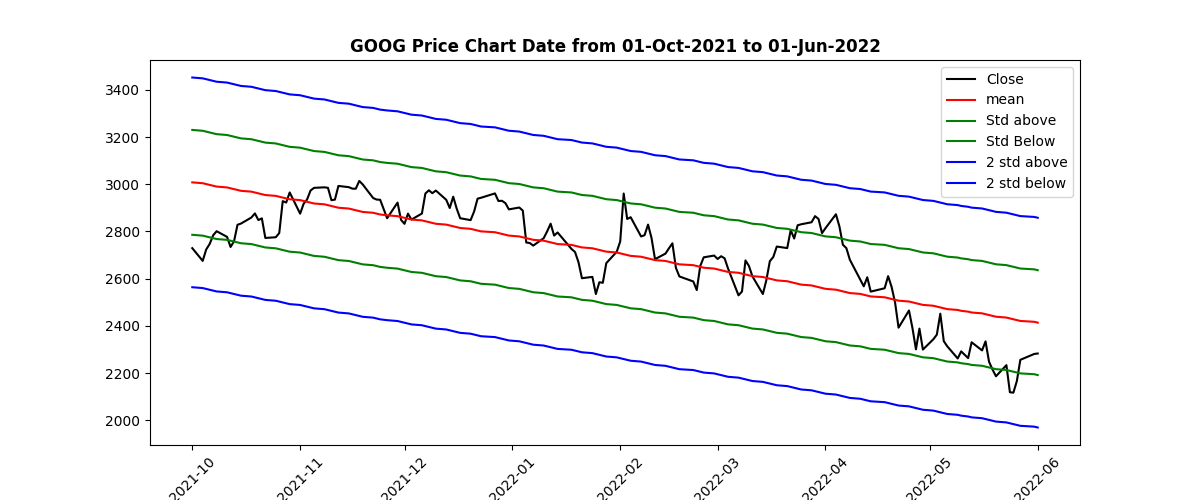 GOOG Price Chart Date from 01-Oct-2021 to 01-Jun-2022
3400
3200
3000
2800
2600
2400
2200
2000
Close
mean
Std above
Std Below
2 std above
2 std below
2021-10
2021-11
2021-12
2022-01
2022-02
2022-03
2022-04
2022-05
2022-06